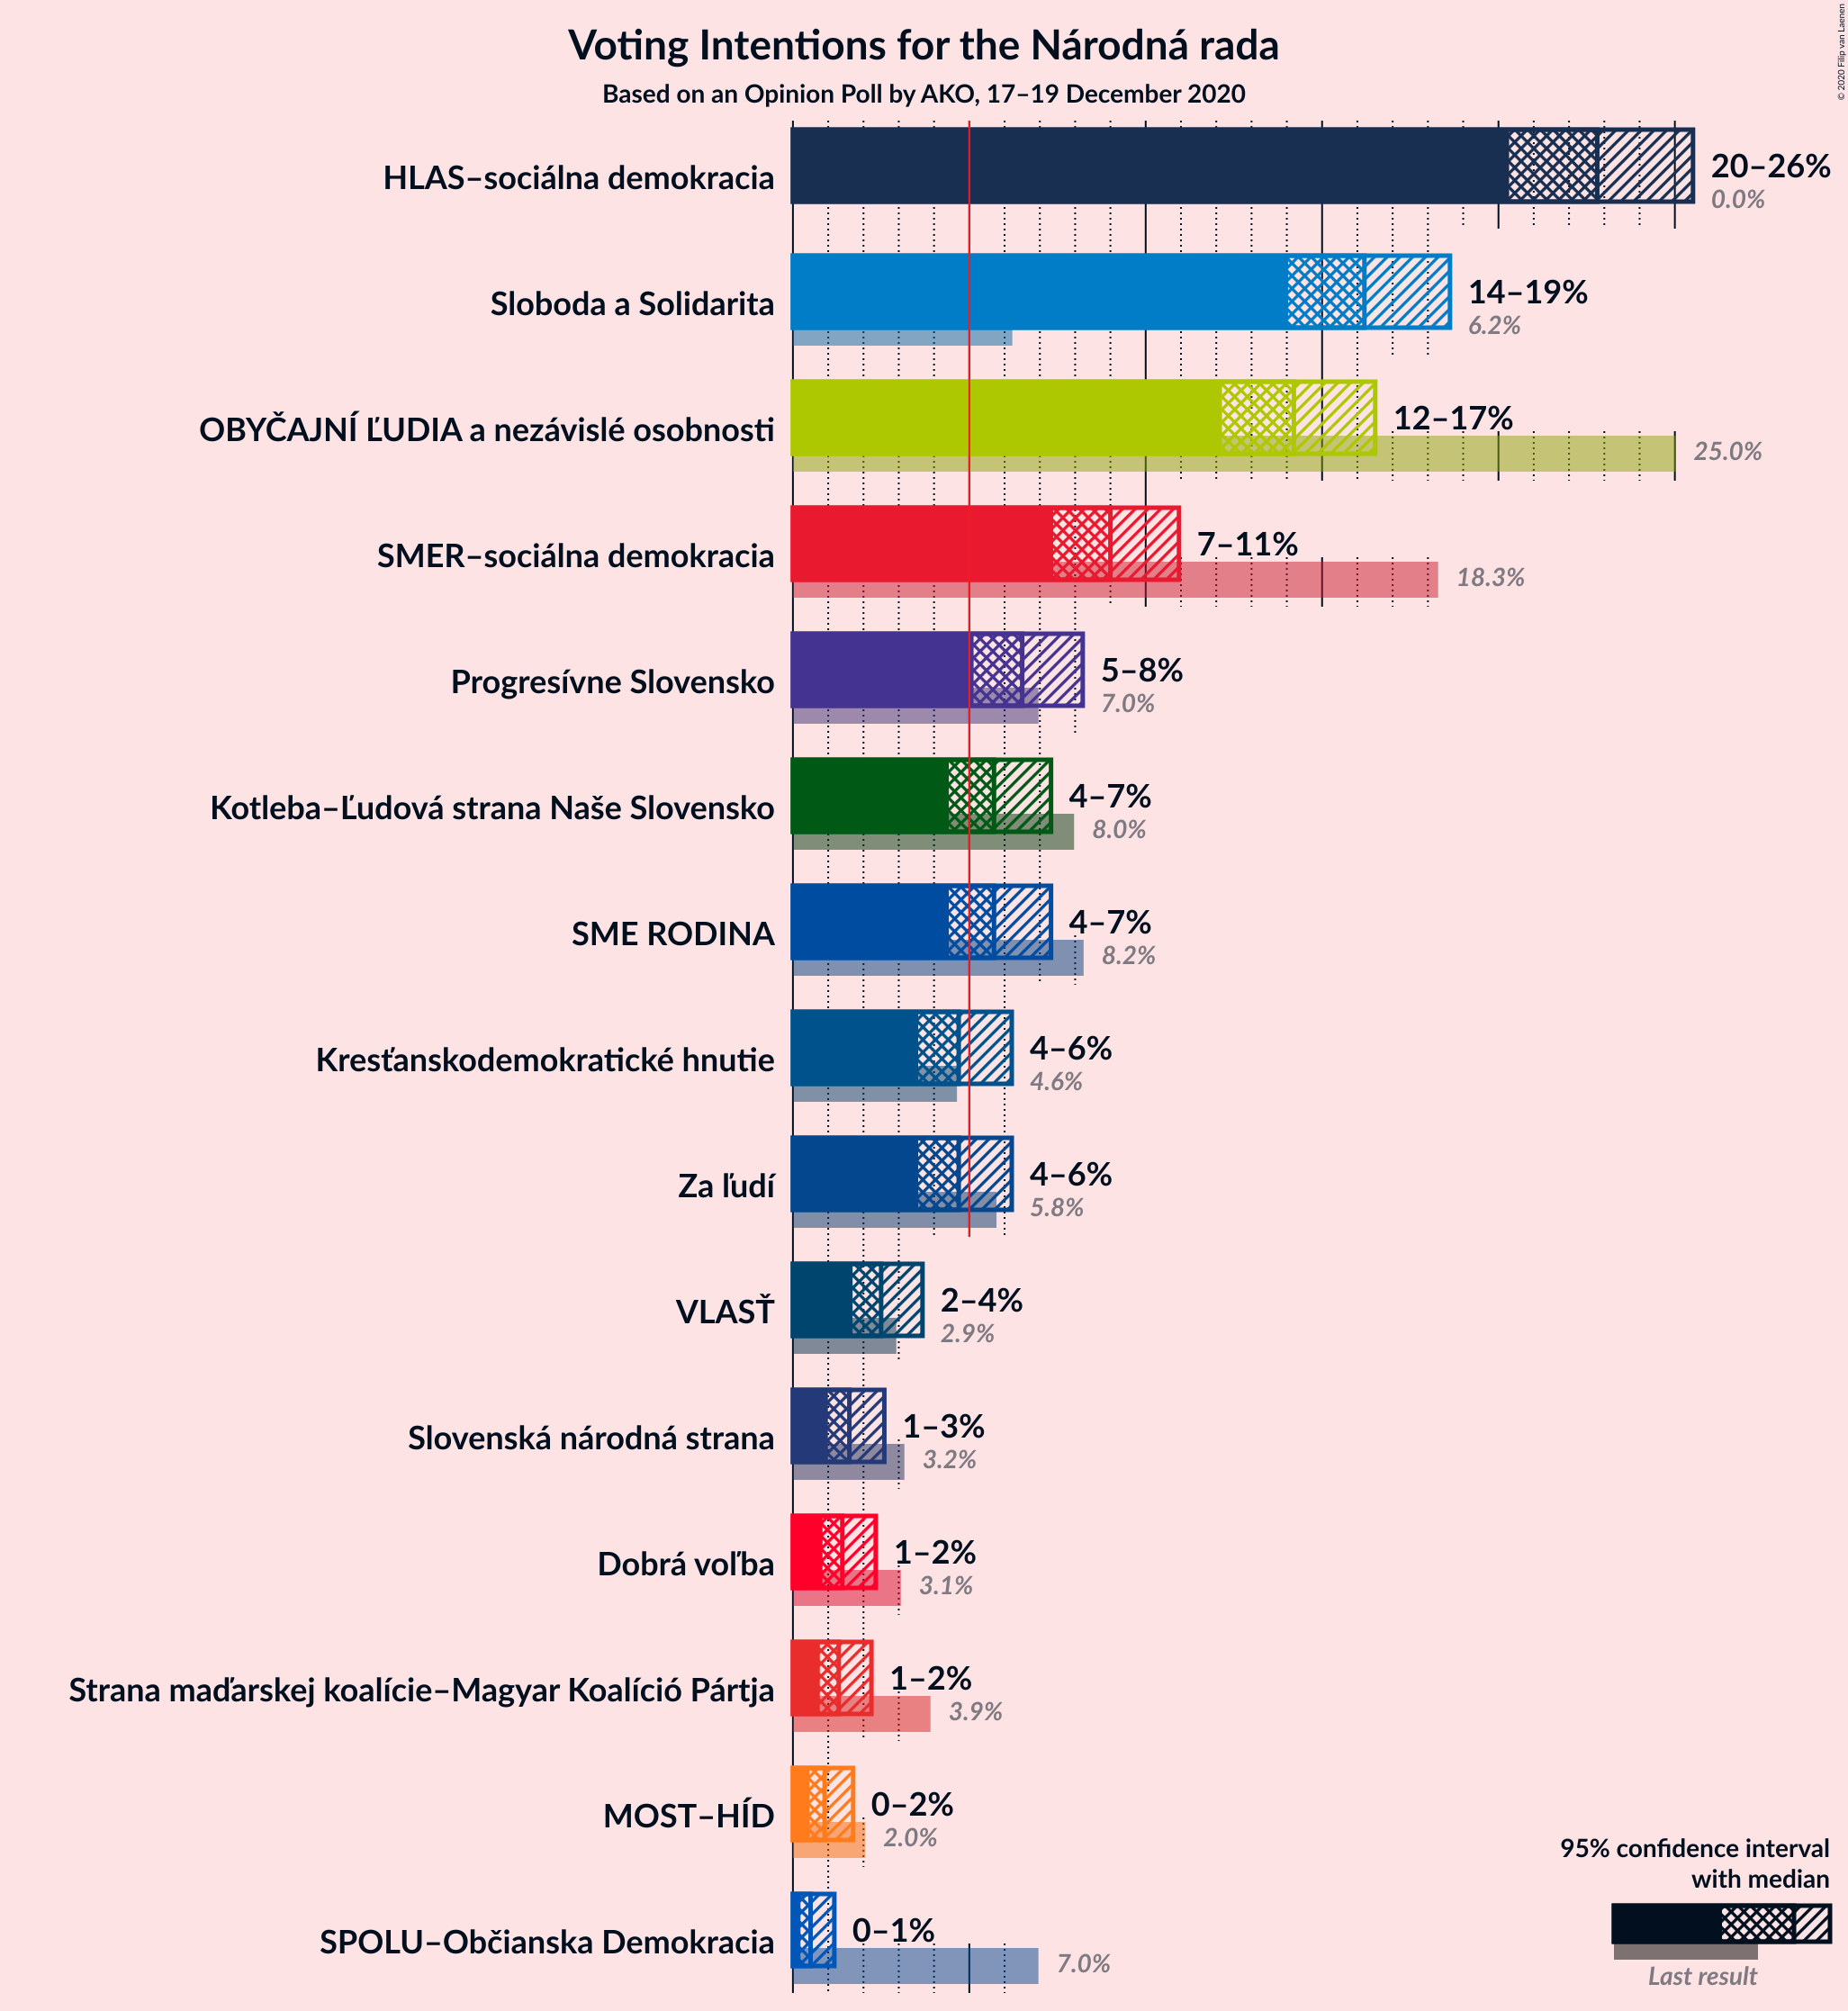 © 2020 Filip van Laenen
Voting Intentions for the Národná rada
Based on an Opinion Poll by AKO, 17–19 December 2020
HLAS–sociálna demokracia
20–26%
0.0%
Sloboda a Solidarita
14–19%
6.2%
OBYČAJNÍ ĽUDIA a nezávislé osobnosti
12–17%
25.0%
SMER–sociálna demokracia
7–11%
18.3%
Progresívne Slovensko
5–8%
7.0%
Kotleba–Ľudová strana Naše Slovensko
4–7%
8.0%
SME RODINA
4–7%
8.2%
Kresťanskodemokratické hnutie
4–6%
4.6%
Za ľudí
4–6%
5.8%
VLASŤ
2–4%
2.9%
Slovenská národná strana
1–3%
3.2%
Dobrá voľba
1–2%
3.1%
Strana maďarskej koalície–Magyar Koalíció Pártja
1–2%
3.9%
MOST–HÍD
0–2%
2.0%
SPOLU–Občianska Demokracia
0–1%
7.0%
95% confidence interval
with median
Last result